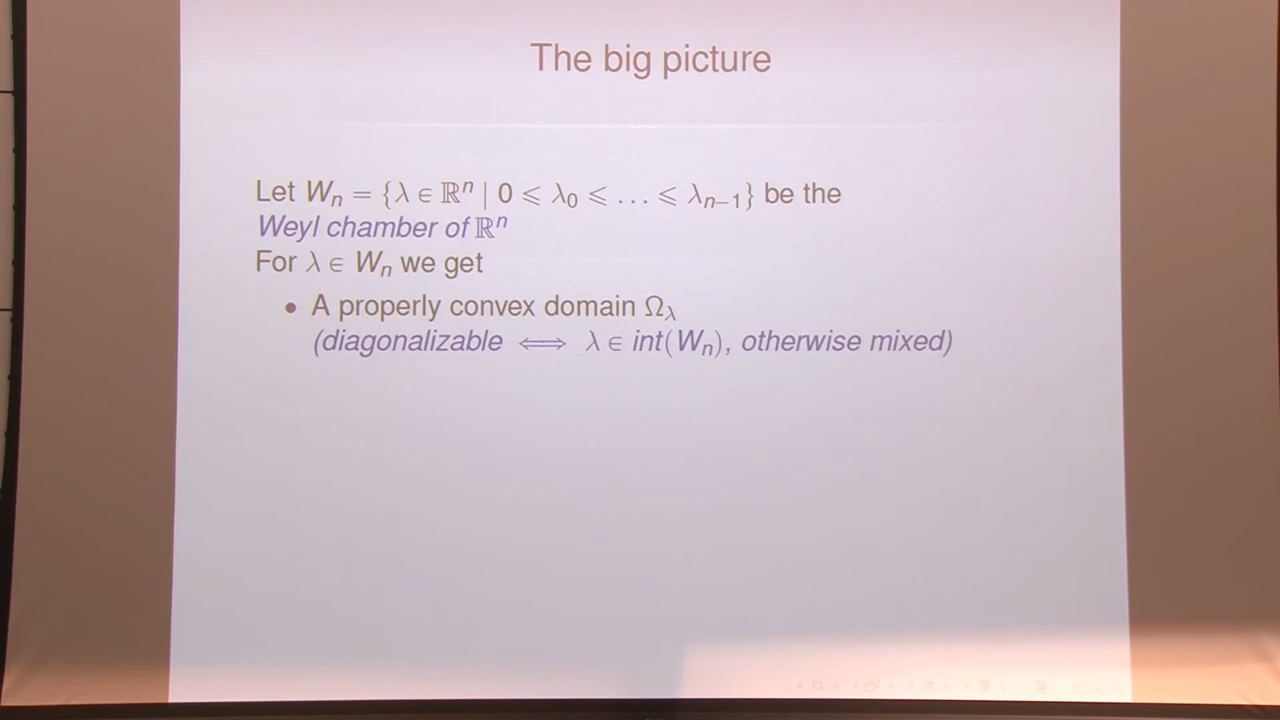 The big picture
Let Wₙ = {λ ∈ ℝⁿ | 0 ⩽ λ₀ ⩽ … ⩽ λₙ₋₁} be the
Weyl chamber of ℝⁿ
For λ ∈ Wₙ we get
• A properly convex domain Ω_λ
(diagonalizable ⟺ λ ∈ int(Wₙ), otherwise mixed)